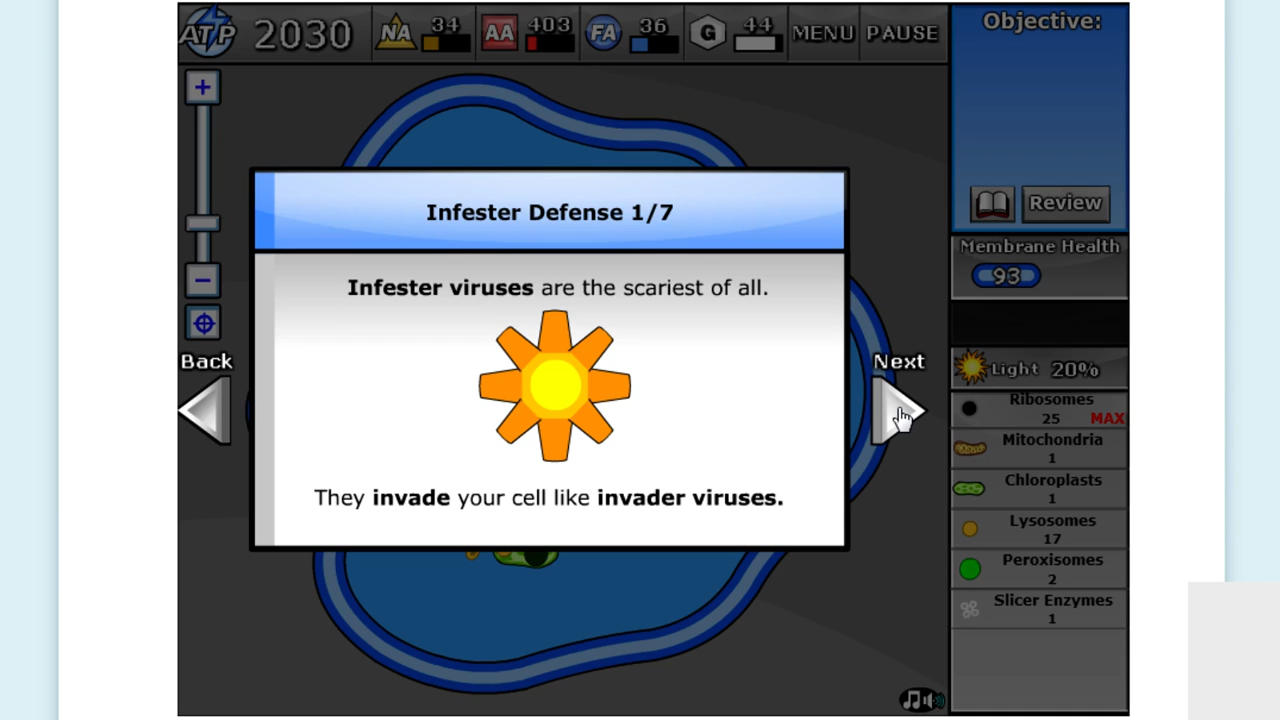 ATP 2030 NA 34 AA 403 FA 36 G 44 MENU PAUSE
Objective:
Review
Membrane Health
93
Infester Defense 1/7
Infester viruses are the scariest of all.
They invade your cell like invader viruses.
Back
Next
Light 20%
Ribosomes
25 MAX
Mitochondria
1
Chloroplasts
1
Lysosomes
17
Peroxisomes
2
Slicer Enzymes
1